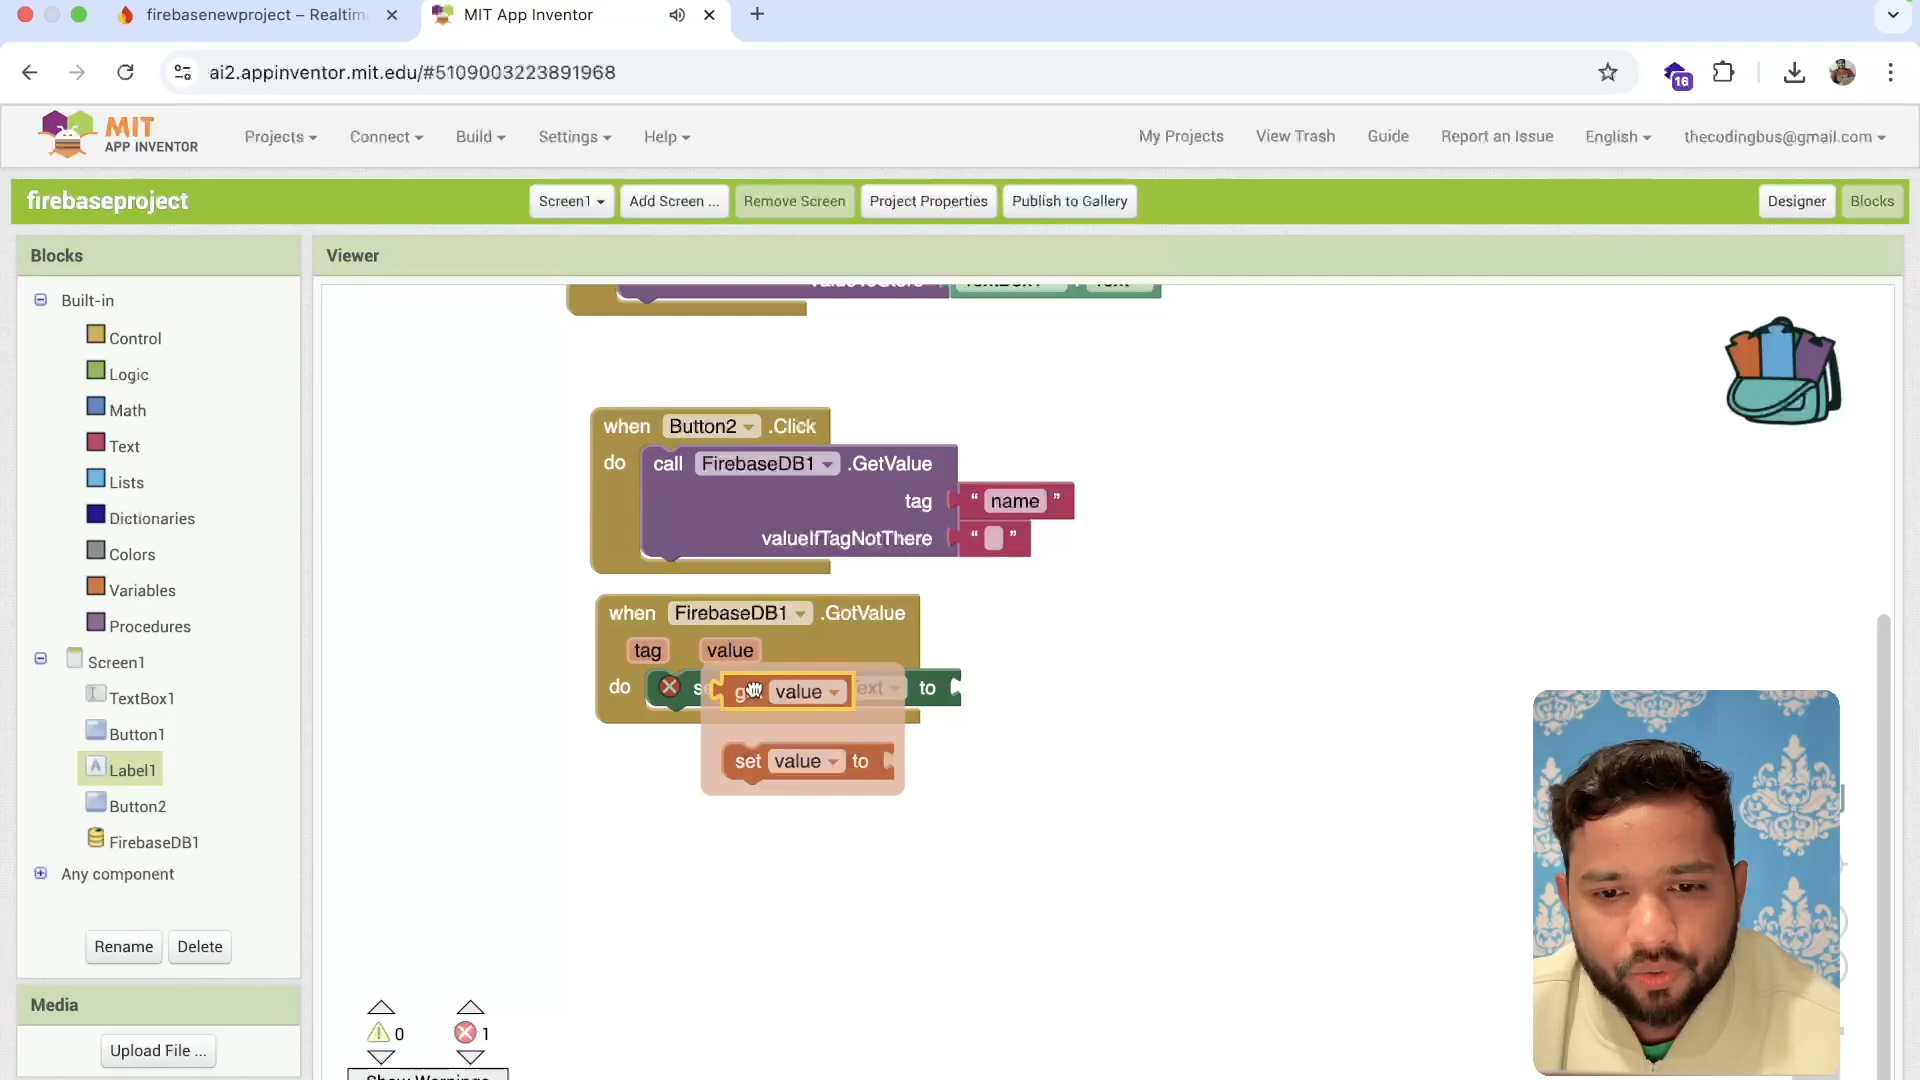 firebasenewproject – Realtim
MIT App Inventor
ai2.appinventor.mit.edu/#5109003223891968
16
MIT
APP INVENTOR
Projects
Connect
Build
Settings
Help
My Projects
View Trash
Guide
Report an Issue
English
thecodingbus@gmail.com
firebaseproject
Screen1
Add Screen ...
Remove Screen
Project Properties
Publish to Gallery
Designer
Blocks
Blocks
Viewer
Built-in
Control
Logic
Math
Text
Lists
Dictionaries
Colors
Variables
Procedures
Screen1
TextBox1
Button1
Label1
Button2
FirebaseDB1
Any component
Rename
Delete
Media
Upload File ...
when Button2 .Click
do call FirebaseDB1 .GetValue
tag “ name ”
valueIfTagNotThere “ ”
when FirebaseDB1 .GotValue
tag value
do to
value
set value to
0
1
Show Warnings